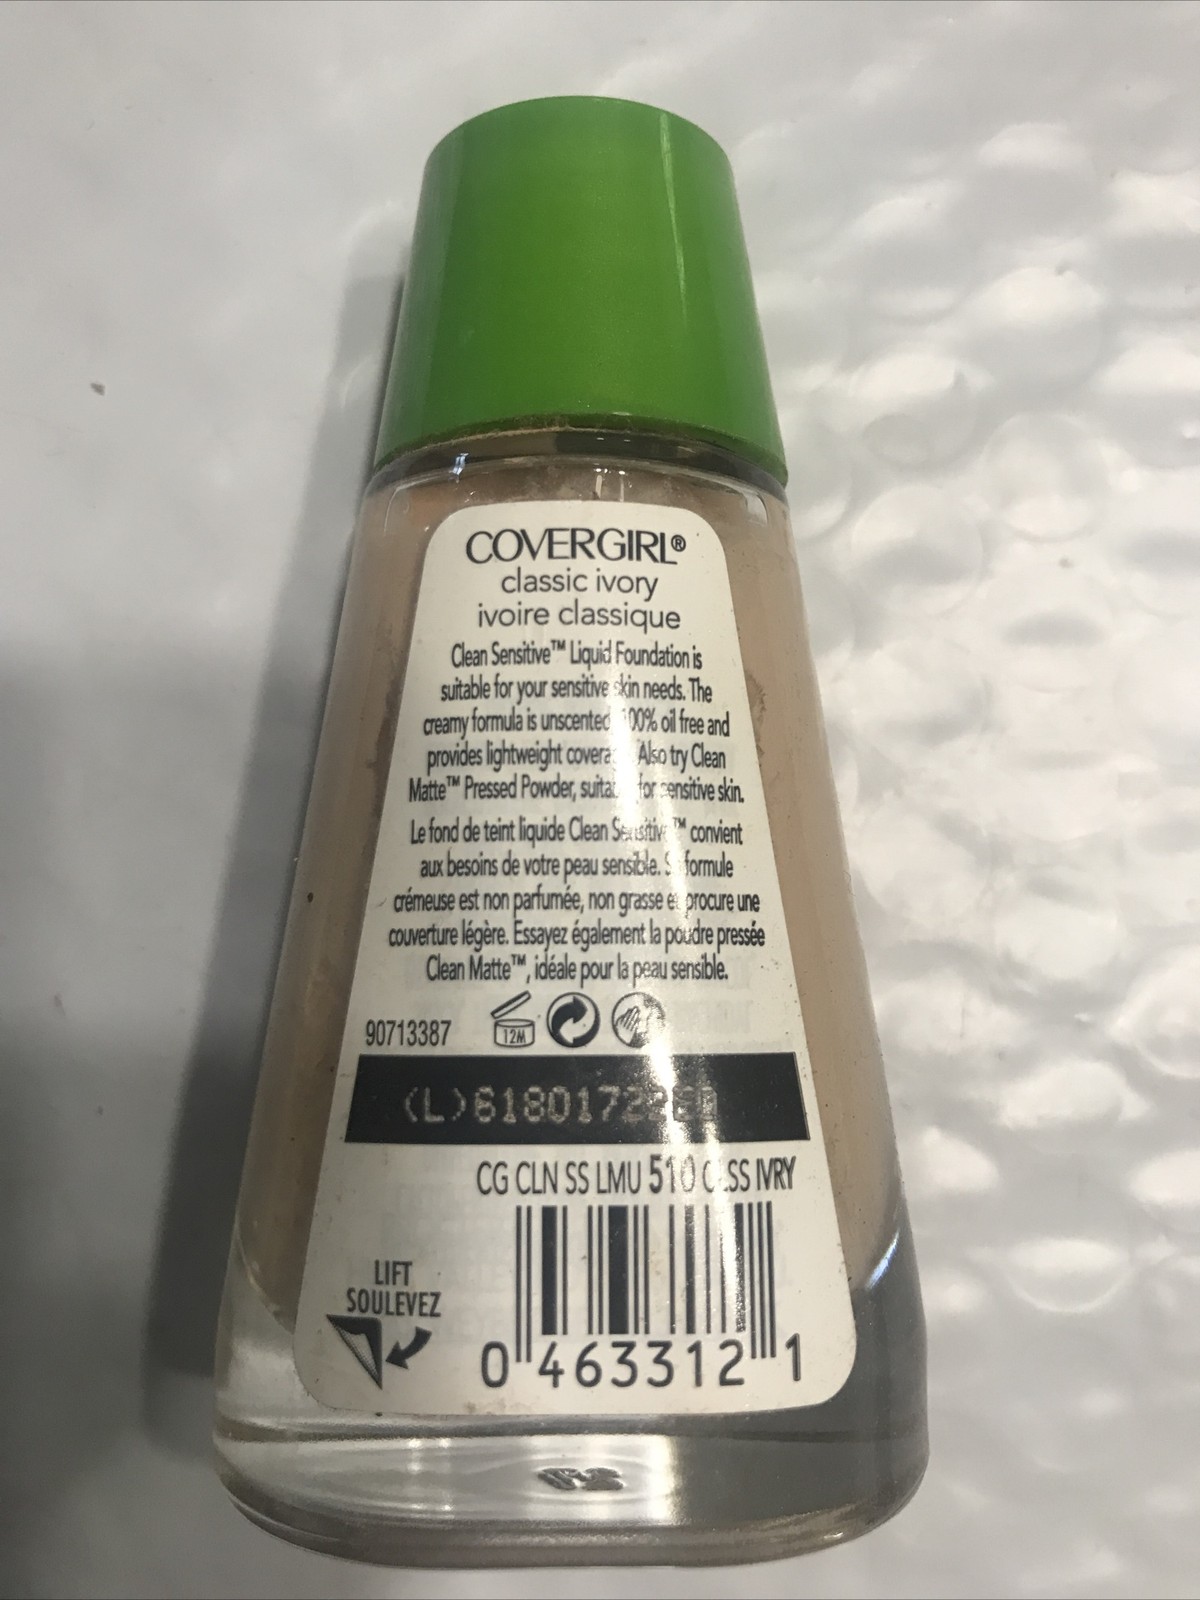 COVERGIRL®
classic ivory
ivoire classique
Clean Sensitive™ Liquid Foundation is
suitable for your sensitive skin needs. The
creamy formula is unscented, 100% oil free and
provides lightweight Also try Clean
Matte™ Pressed Powder, for sensitive skin.
Le fond de teint liquide Clean Sensitive™ convient
aux besoins de votre peau sensible. Sa formule
crémeuse est non parfumée, non grasse et procure une
couverture légère. Essayez également la poudre pressée
Clean Matte™, idéale pour la peau sensible.
90713387 12M
CG CLN SS LMU 510 IVRY
LIFT
SOULEVEZ
0 463312 1